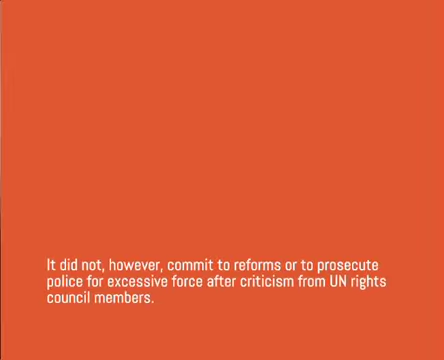 It did not, however, commit to reforms or to prosecute
police for excessive force after criticism from UN rights
council members.